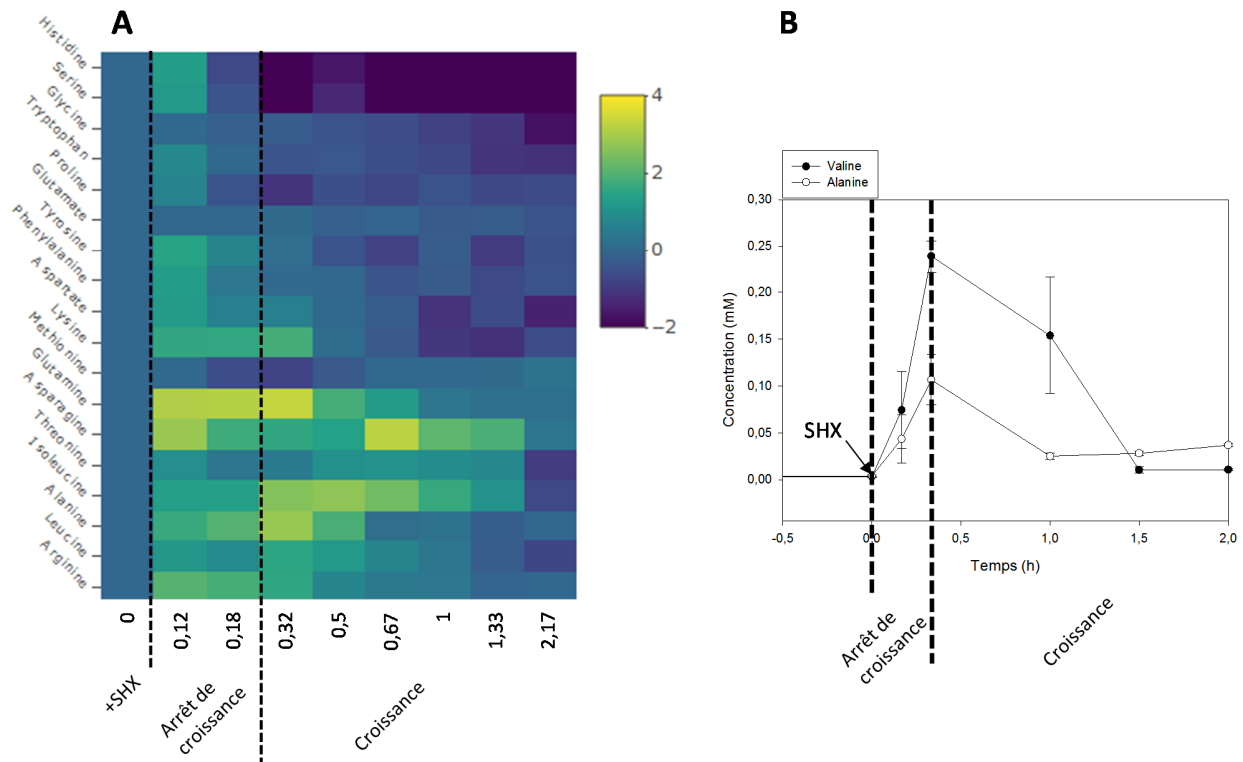 A
Histidine
Serine
Glycine
Tryptophan
Proline
Glutamate
Tyrosine
Phenylalanine
Aspartate
Lysine
Methionine
Glutamine
Asparagine
Threonine
Isoleucine
Alanine
Leucine
Arginine
0
0,12
0,18
0,32
0,5
0,67
1
1,33
2,17
+SHX
Arrêt de
croissance
Croissance
4
2
0
−2
B
Valine
Alanine
0,30
0,25
0,20
0,15
0,10
0,05
0,00
Concentration (mM)
SHX
-0,5
0,0
0,5
1,0
1,5
2,0
Temps (h)
Arrêt de
croissance
Croissance